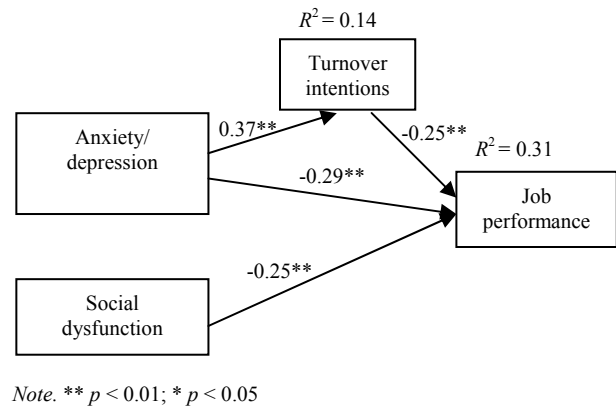 R² = 0.14
Turnover
intentions
0.37**
-0.25**
Anxiety/
depression
R² = 0.31
-0.29**
Job
performance
-0.25**
Social
dysfunction
Note. ** p < 0.01; * p < 0.05